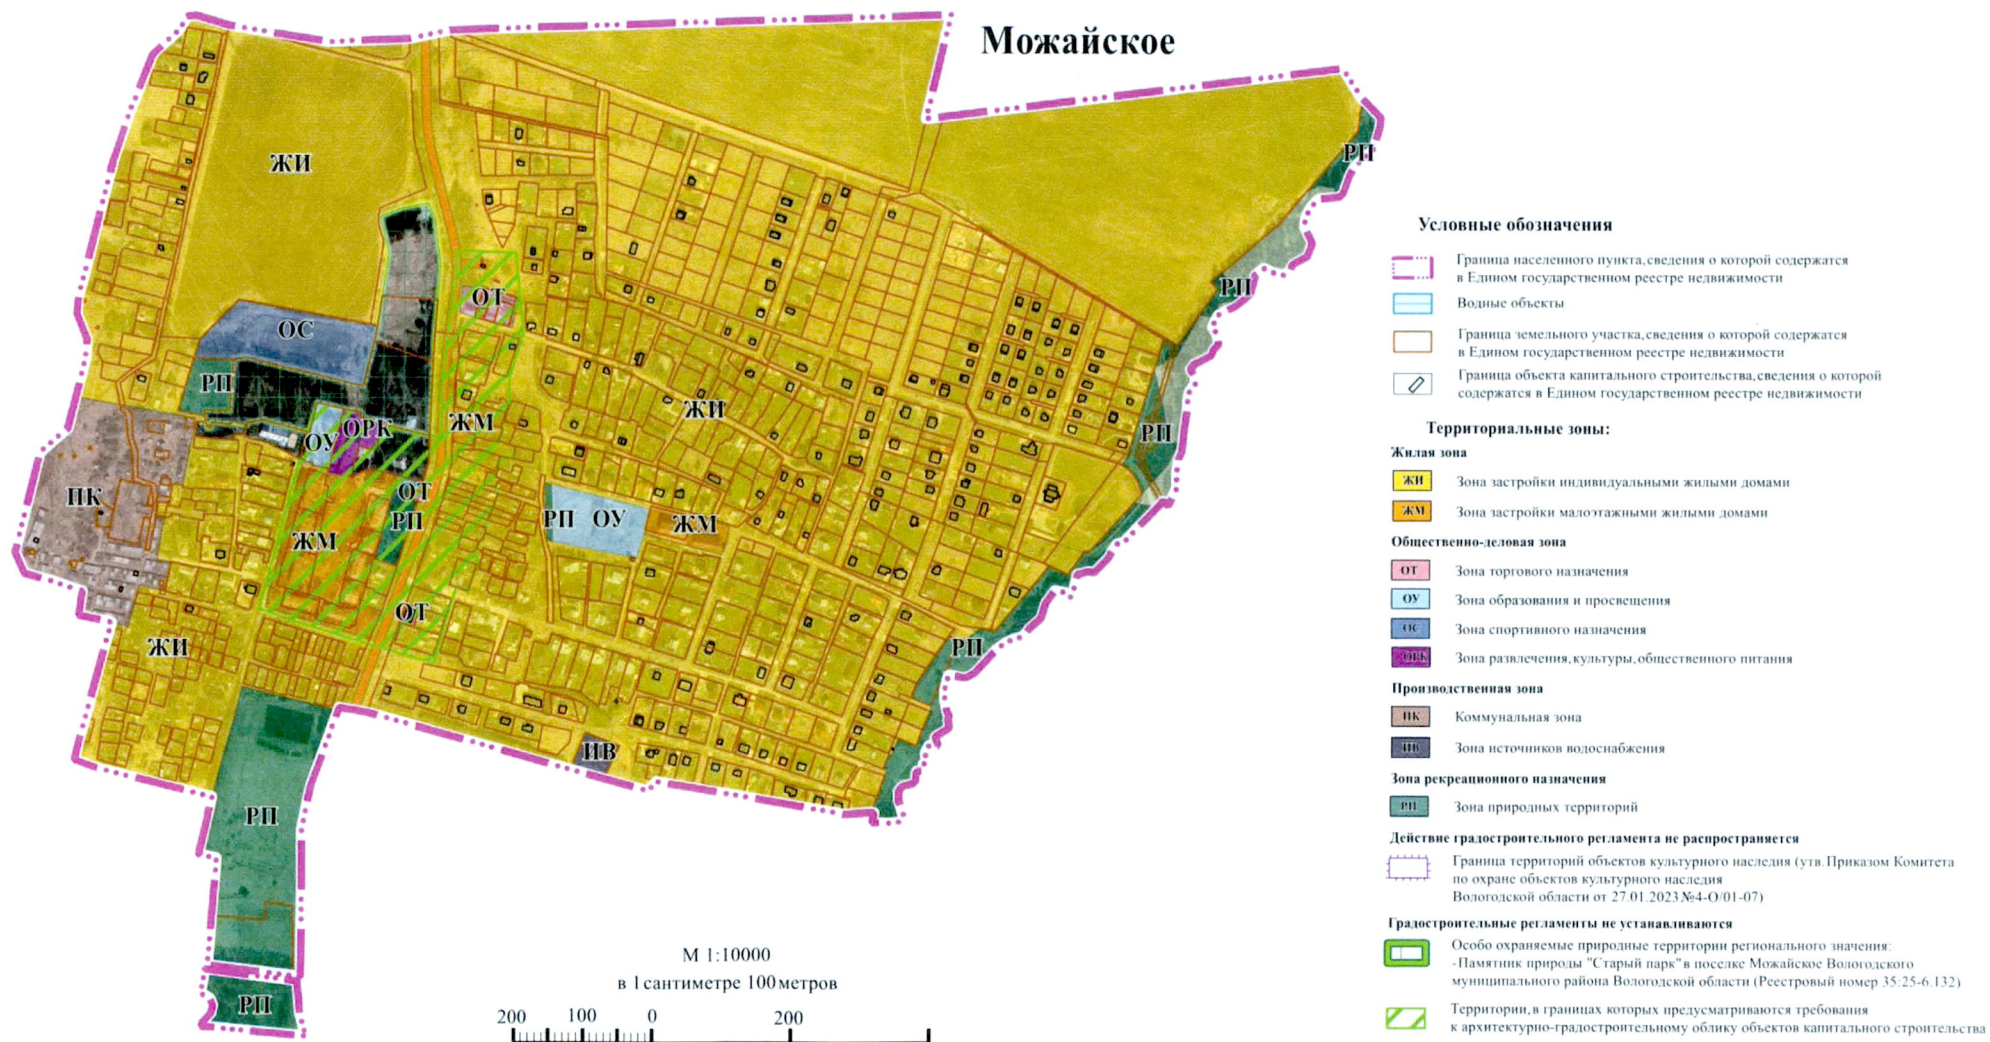 Можайское
ЖИ
РП
ОТ
РП
ОС
РП
ЖМ
ЖИ
ОУ
ОРК
РП
ПК
ОТ
РП
РП
ОУ
ЖМ
ЖМ
ОТ
ЖИ
РП
ИВ
РП
РП
М 1:10000
в 1 сантиметре 100 метров
200 100 0 200
Условные обозначения
Граница населенного пункта, сведения о которой содержатся
в Едином государственном реестре недвижимости
Водные объекты
Граница земельного участка, сведения о которой содержатся
в Едином государственном реестре недвижимости
Граница объекта капитального строительства, сведения о которой
содержатся в Едином государственном реестре недвижимости
Территориальные зоны:
Жилая зона
ЖИ Зона застройки индивидуальными жилыми домами
ЖМ Зона застройки малоэтажными жилыми домами
Общественно-деловая зона
ОТ Зона торгового назначения
ОУ Зона образования и просвещения
ОС Зона спортивного назначения
ОРК Зона развлечения, культуры, общественного питания
Производственная зона
ПК Коммунальная зона
ИВ Зона источников водоснабжения
Зона рекреационного назначения
РП Зона природных территорий
Действие градостроительного регламента не распространяется
Граница территорий объектов культурного наследия (утв. Приказом Комитета
по охране объектов культурного наследия
Вологодской области от 27.01.2023 №4-О/01-07)
Градостроительные регламенты не устанавливаются
Особо охраняемые природные территории регионального значения:
- Памятник природы "Старый парк" в поселке Можайское Вологодского
муниципального района Вологодской области (Реестровый номер 35:25-6.132)
Территории, в границах которых предусматриваются требования
к архитектурно-градостроительному облику объектов капитального строительства